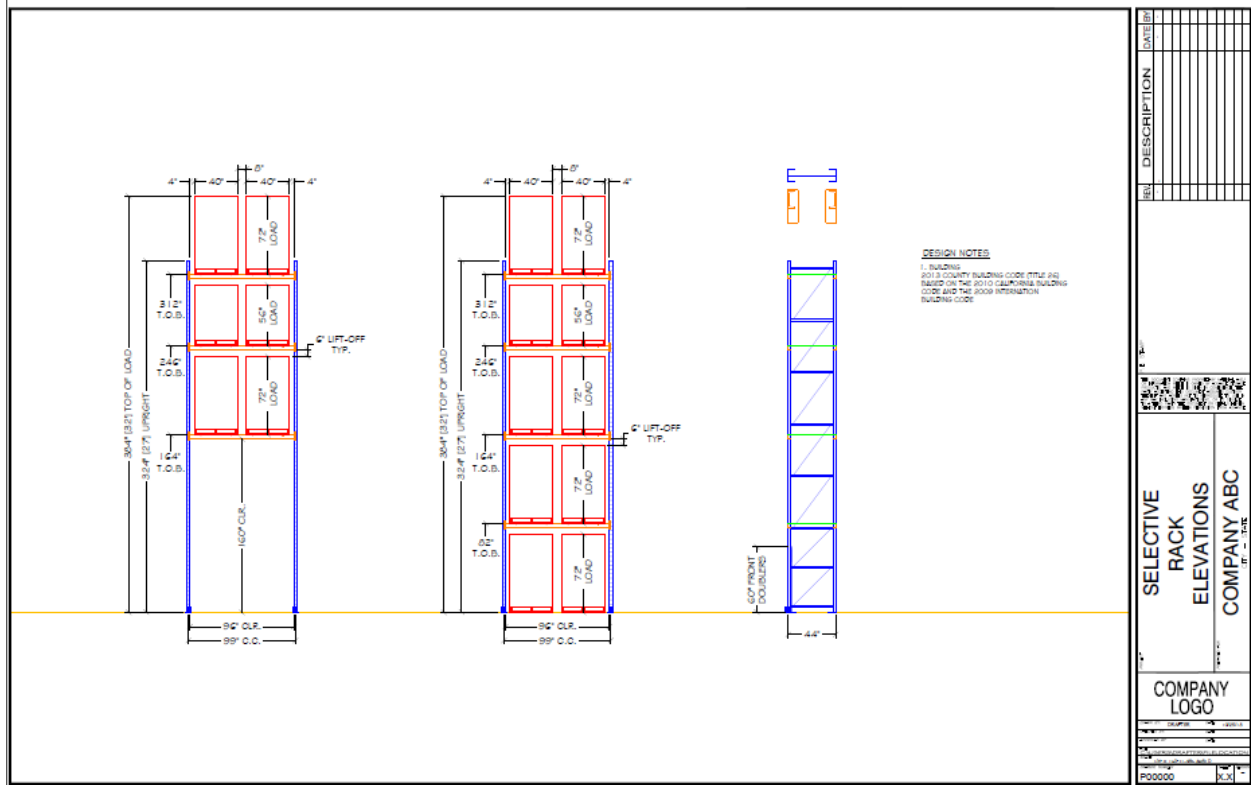 8"
4"
40"
40"
4"
72"
LOAD
312"
T.O.B.
56"
LOAD
6" LIFT-OFF
TYP.
246"
T.O.B.
72"
LOAD
384" [32'] TOP OF LOAD
324" [27'] UPRIGHT
164"
T.O.B.
160" CLR.
96" CLR.
99" C.C.
8"
4"
40"
40"
4"
72"
LOAD
312"
T.O.B.
56"
LOAD
246"
T.O.B.
72"
LOAD
384" [32'] TOP OF LOAD
324" [27'] UPRIGHT
6" LIFT-OFF
TYP.
164"
T.O.B.
72"
LOAD
82"
T.O.B.
72"
LOAD
96" CLR.
99" C.C.
60" FRONT
DOUBLERS
44"
DESIGN NOTES
1. BUILDING
2013 COUNTY BUILDING CODE (TITLE 26)
BASED ON THE 2010 CALIFORNIA BUILDING
CODE AND THE 2009 INTERNATION
BUILDING CODE
REV. DESCRIPTION DATE BY
SELECTIVE
RACK
ELEVATIONS
COMPANY ABC
COMPANY
LOGO
DRAFTER
P00000
X.X